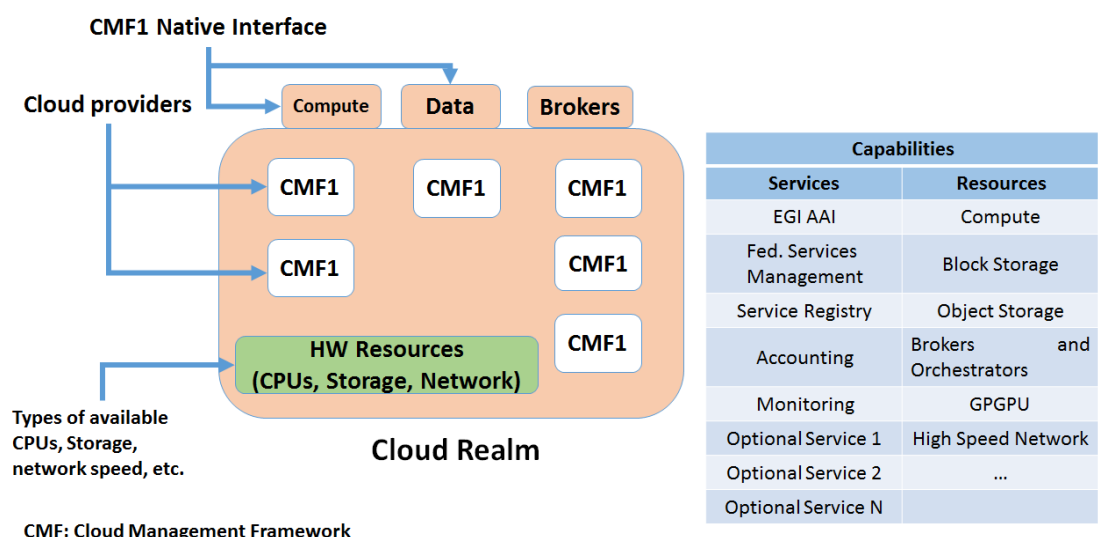 CMF1 Native Interface
Cloud providers
Compute
Data
Brokers
CMF1
CMF1
CMF1
CMF1
CMF1
CMF1
HW Resources
(CPUs, Storage, Network)
Types of available
CPUs, Storage,
network speed, etc.
Cloud Realm
CMF: Cloud Management Framework
Capabilities
Services Resources
EGI AAI Compute
Fed. Services
Management
Block Storage
Service Registry Object Storage
Accounting
Brokers and
Orchestrators
Monitoring GPGPU
Optional Service 1 High Speed Network
Optional Service 2 ...
Optional Service N